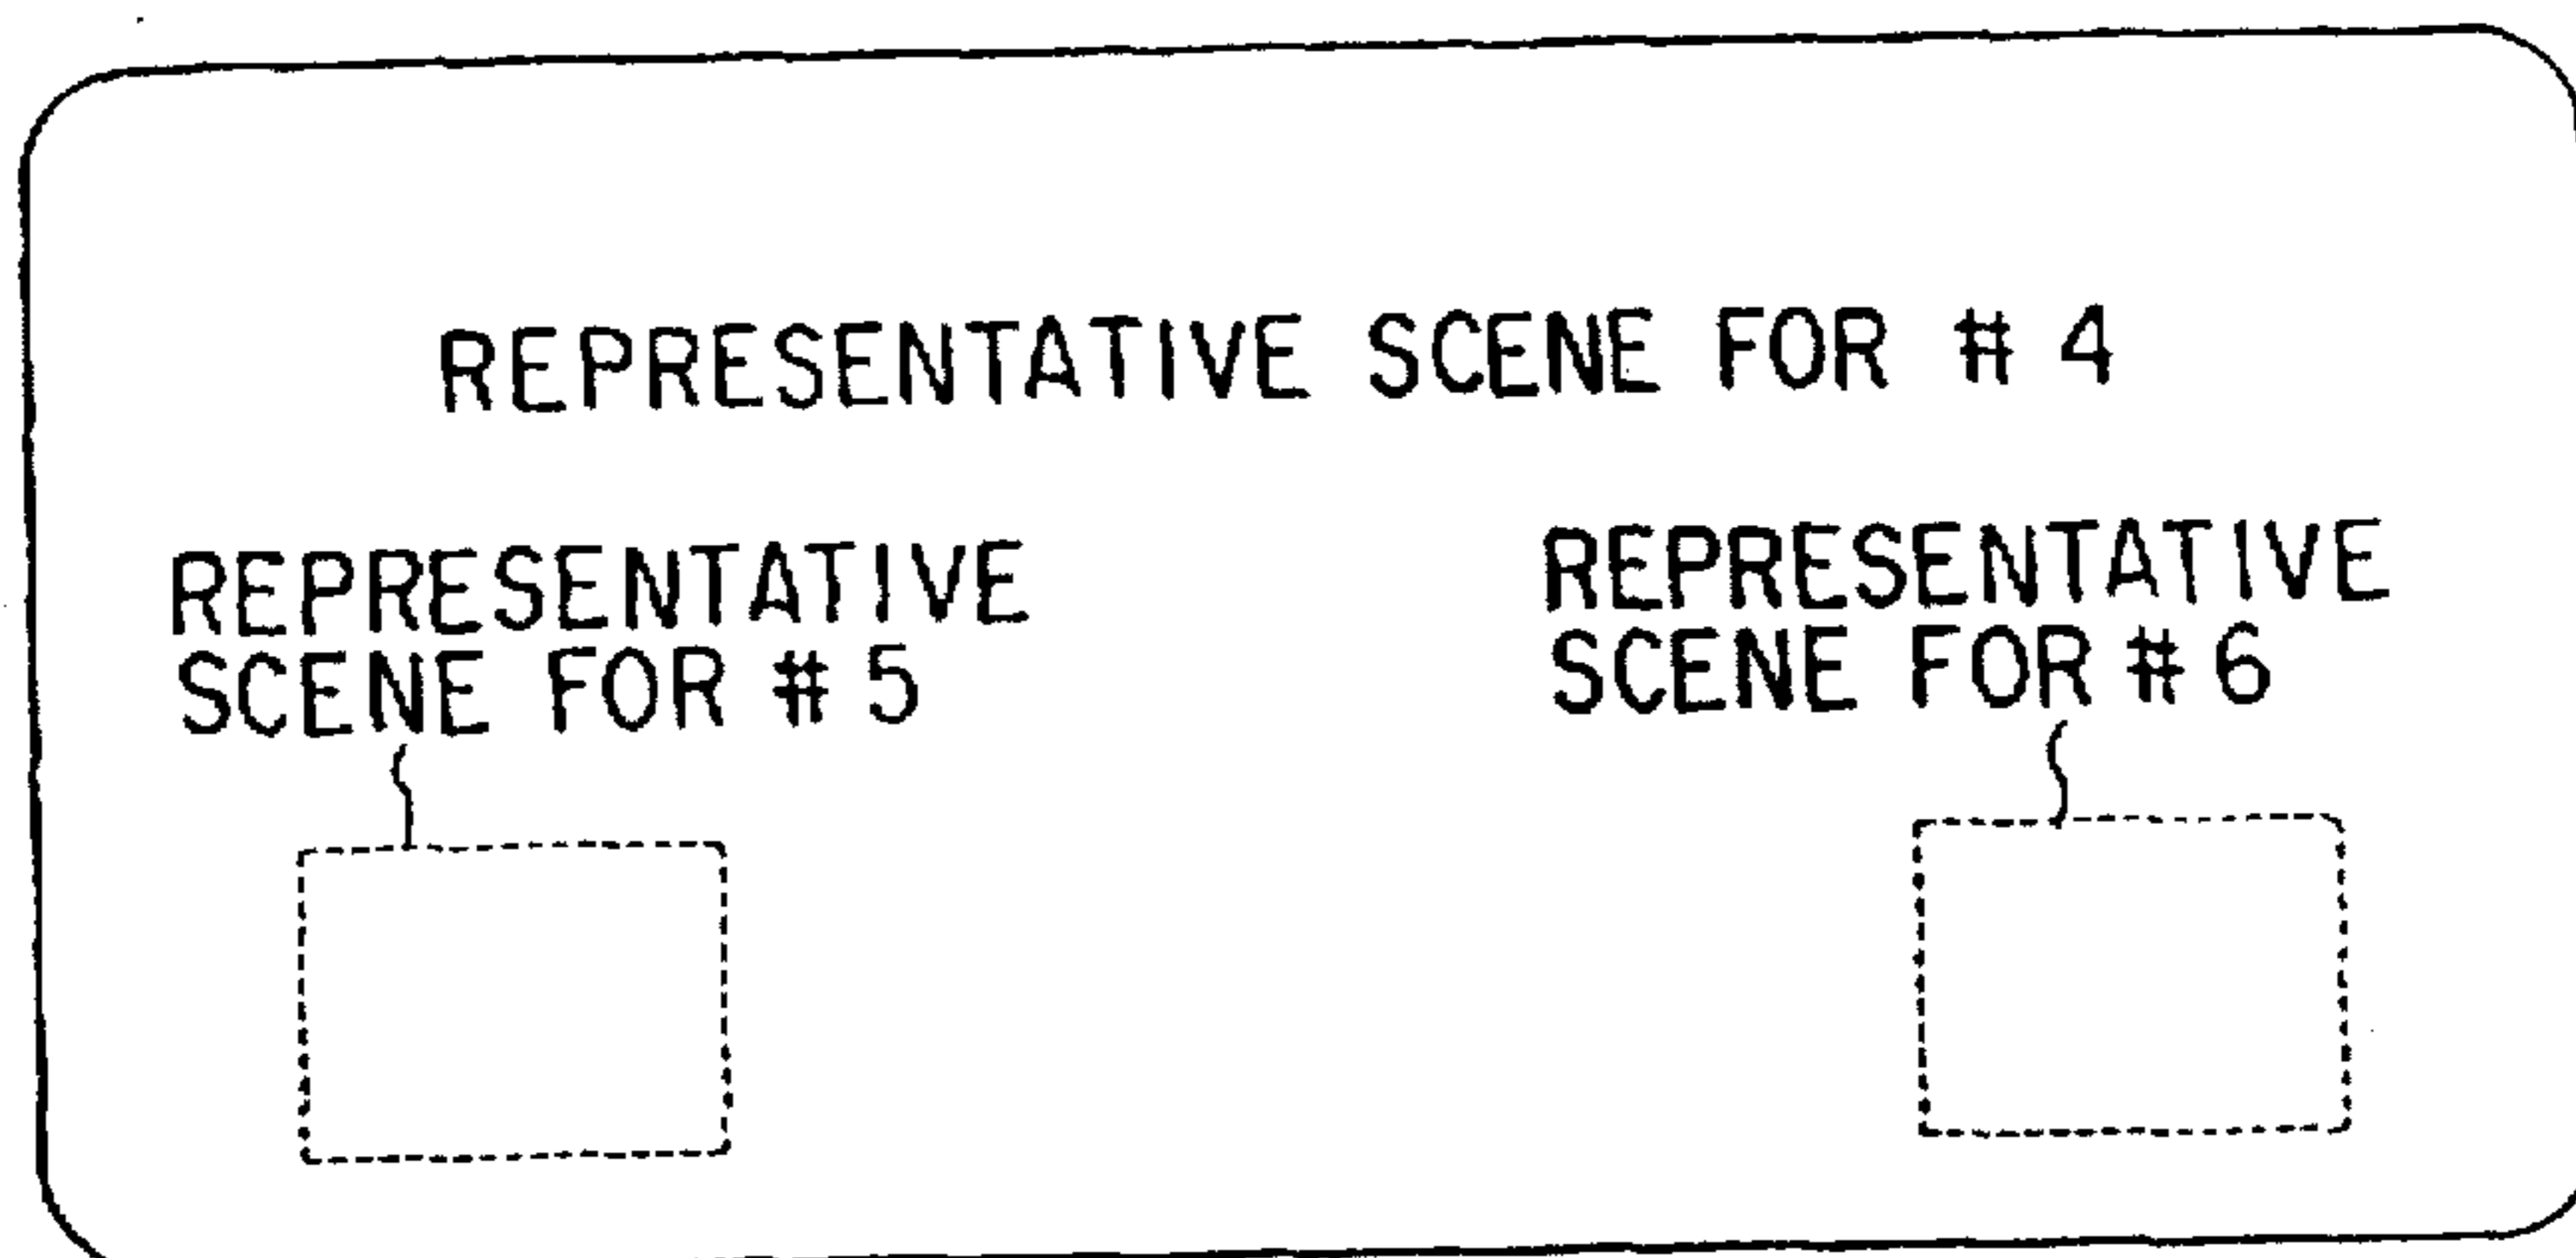 REPRESENTATIVE SCENE FOR # 4
REPRESENTATIVE
SCENE FOR # 5
REPRESENTATIVE
SCENE FOR # 6